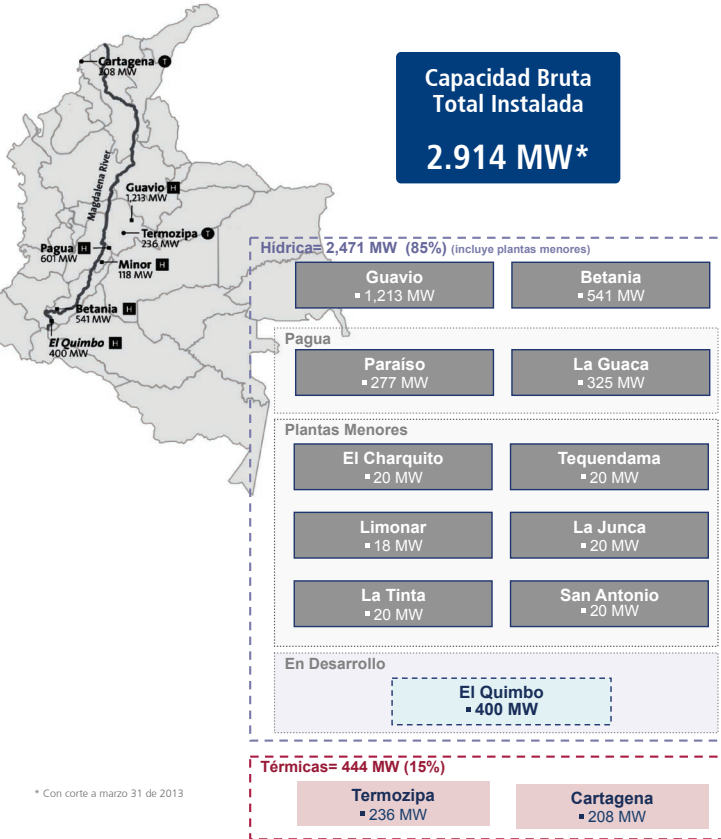 Cartagena T
208 MW
Magdalena River
Guavio H
1,213 MW
Termozipa T
236 MW
Pagua H
601 MW
Minor H
118 MW
Betania H
541 MW
El Quimbo H
400 MW
Capacidad Bruta
Total Instalada
2.914 MW*
Hídrica= 2,471 MW (85%) (incluye plantas menores)
Guavio
▪ 1,213 MW
Betania
▪ 541 MW
Pagua
Paraíso
▪ 277 MW
La Guaca
▪ 325 MW
Plantas Menores
El Charquito
▪ 20 MW
Tequendama
▪ 20 MW
Limonar
▪ 18 MW
La Junca
▪ 20 MW
La Tinta
▪ 20 MW
San Antonio
▪ 20 MW
En Desarrollo
El Quimbo
▪ 400 MW
Térmicas= 444 MW (15%)
Termozipa
▪ 236 MW
Cartagena
▪ 208 MW
* Con corte a marzo 31 de 2013